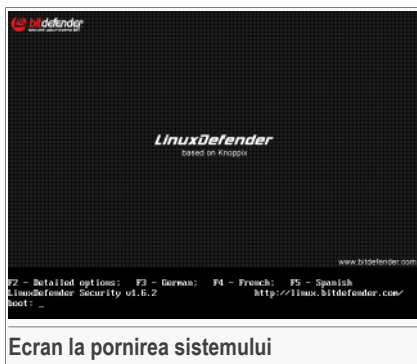 bitdefender
LinuxDefender
based on Knoppix
www.bitdefender.com
F2 - Detailed options; F3 - German; F4 - French; F5 - Spanish
LinuxDefender Security v1.6.2 http://linux.bitdefender.com/
boot: _
Ecran la pornirea sistemului